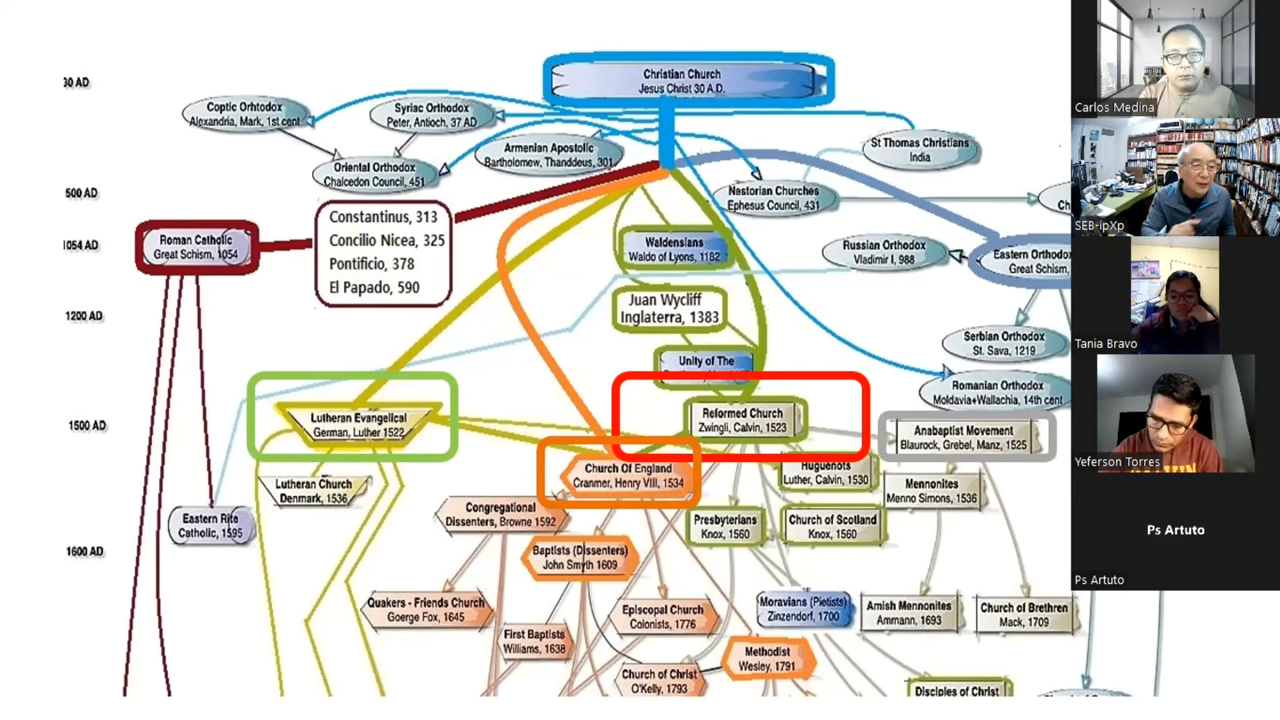 30 AD
Christian Church
Jesus Christ 30 A.D.
Coptic Orhtodox
Alexandria, Mark, 1st cent
Syriac Orthodox
Peter, Antioch, 37 AD
Armenian Apostolic
Bartholomew, Thanddeus, 301
St Thomas Christians
India
Oriental Orthodox
Chalcedon Council, 451
500 AD
Nestorian Churches
Ephesus Council, 431
Ch
Constantinus, 313
Concilio Nicea, 325
Pontificio, 378
El Papado, 590
1054 AD
Roman Catholic
Great Schism, 1054
Waldensians
Waldo of Lyons, 1182
Russian Orthodox
Vladimir I, 988
Eastern Orthodox
Great Schism,
Juan Wycliff
Inglaterra, 1383
1200 AD
Serbian Orthodox
St. Sava, 1219
Unity of The
Romanian Orthodox
Moldavia+Wallachia, 14th cent
1500 AD
Lutheran Evangelical
German, Luther 1522
Reformed Church
Zwingli, Calvin, 1523
Anabaptist Movement
Blaurock, Grebel, Manz, 1525
Church Of England
Cranmer, Henry VIII, 1534
Huguenots
Luther, Calvin, 1530
Lutheran Church
Denmark, 1536
Mennonites
Menno Simons, 1536
Eastern Rite
Catholic, 1595
Congregational
Dissenters, Browne 1592
Presbyterians
Knox, 1560
Church of Scotland
Knox, 1560
1600 AD
Baptists (Dissenters)
John Smyth 1609
Quakers - Friends Church
Goerge Fox, 1645
Episcopal Church
Colonists, 1776
Moravians (Pietists)
Zinzendorf, 1700
Amish Mennonites
Ammann, 1693
Church of Brethren
Mack, 1709
First Baptists
Williams, 1638
Methodist
Wesley, 1791
Church of Christ
O'Kelly, 1793
Disciples of Christ
Carlos Medina
SEB-ipXp
Tania Bravo
Yeferson Torres
Ps Artuto
Ps Artuto